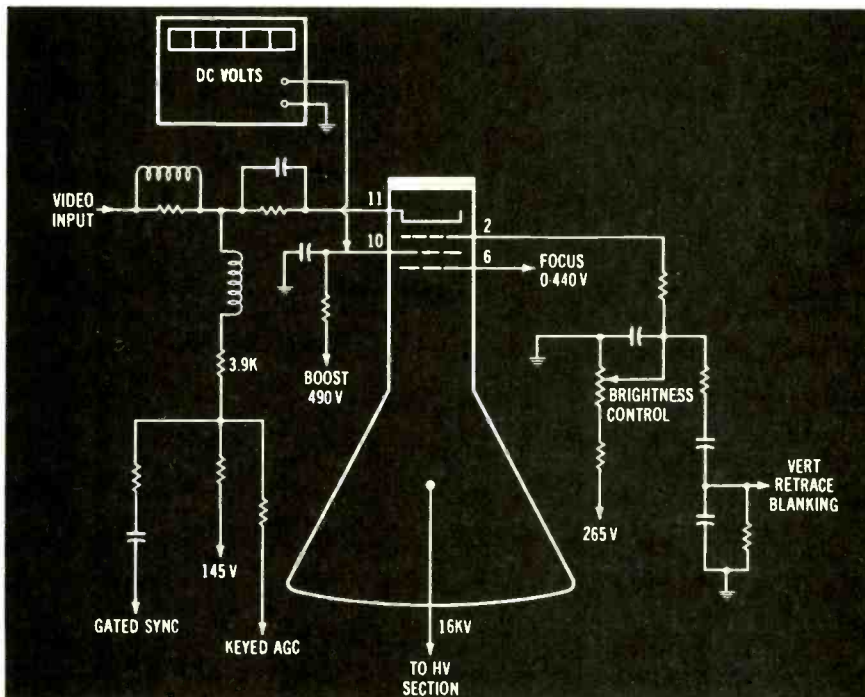 DC VOLTS
VIDEO
INPUT
11
2
10
6
FOCUS
0-440 V
3.9K
BOOST
490 V
BRIGHTNESS
CONTROL
VERT
RETRACE
BLANKING
265 V
145 V
GATED SYNC
KEYED AGC
16KV
TO HV
SECTION